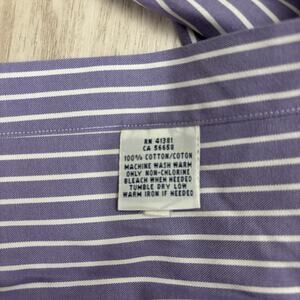 RN 41381
CA 56658
100% COTTON/COTON
MACHINE WASH WARM
ONLY NON-CHLORINE
BLEACH WHEN NEEDED
TUMBLE DRY LOW
WARM IRON IF NEEDED